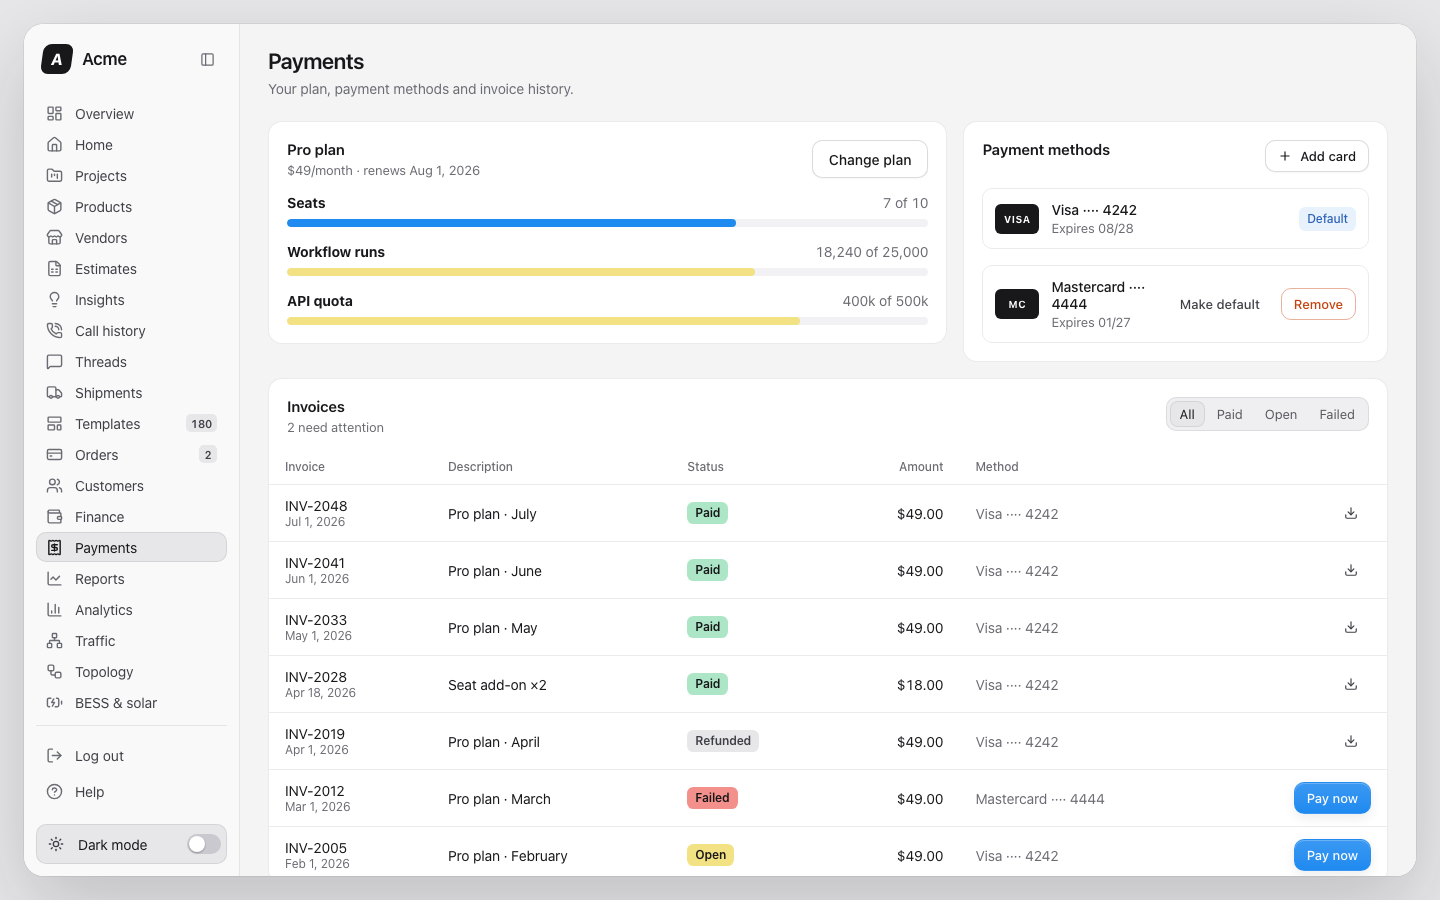 A Acme
Overview
Home
Projects
Products
Vendors
Estimates
Insights
Call history
Threads
Shipments
Templates 180
Orders 2
Customers
Finance
Payments
Reports
Analytics
Traffic
Topology
BESS & solar
Log out
Help
Dark mode
Payments
Your plan, payment methods and invoice history.
Pro plan
$49/month · renews Aug 1, 2026
Change plan
Seats 7 of 10
Workflow runs 18,240 of 25,000
API quota 400k of 500k
Payment methods
Add card
VISA
Visa ···· 4242
Expires 08/28
Default
MC
Mastercard ····
4444
Expires 01/27
Make default
Remove
Invoices
2 need attention
All Paid Open Failed
Invoice Description Status Amount Method
INV-2048
Jul 1, 2026
Pro plan · July Paid $49.00 Visa ···· 4242
INV-2041
Jun 1, 2026
Pro plan · June Paid $49.00 Visa ···· 4242
INV-2033
May 1, 2026
Pro plan · May Paid $49.00 Visa ···· 4242
INV-2028
Apr 18, 2026
Seat add-on ×2 Paid $18.00 Visa ···· 4242
INV-2019
Apr 1, 2026
Pro plan · April Refunded $49.00 Visa ···· 4242
INV-2012
Mar 1, 2026
Pro plan · March Failed $49.00 Mastercard ···· 4444 Pay now
INV-2005
Feb 1, 2026
Pro plan · February Open $49.00 Visa ···· 4242 Pay now